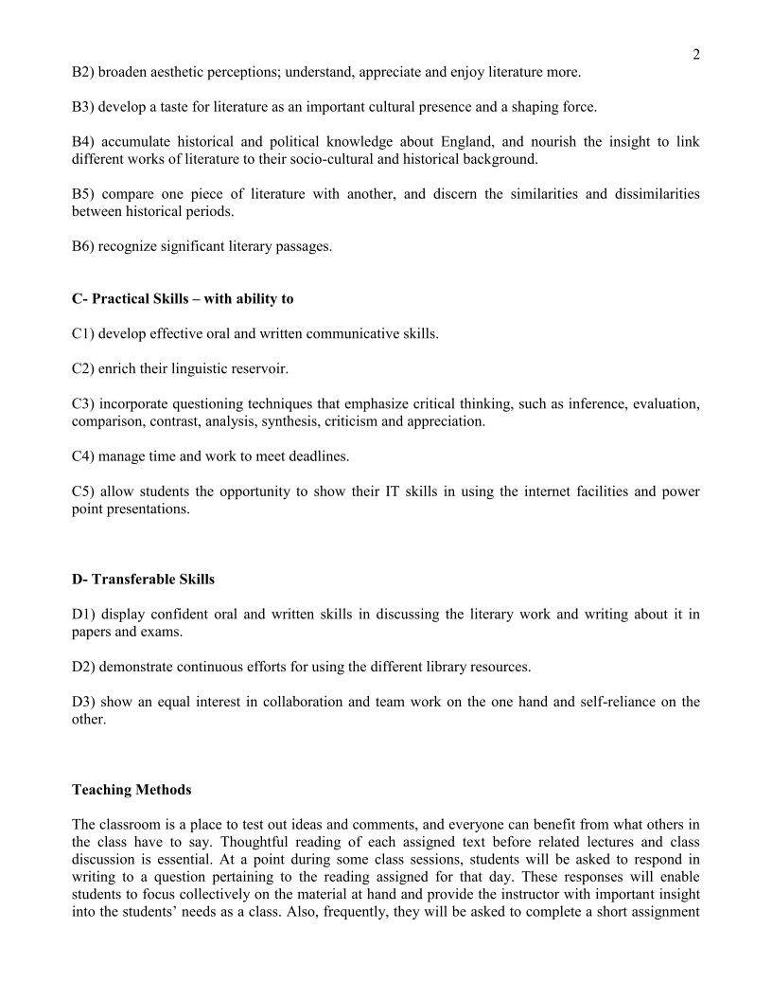 2
B2) broaden aesthetic perceptions; understand, appreciate and enjoy literature more.
B3) develop a taste for literature as an important cultural presence and a shaping force.
B4) accumulate historical and political knowledge about England, and nourish the insight to link
different works of literature to their socio-cultural and historical background.
B5) compare one piece of literature with another, and discern the similarities and dissimilarities
between historical periods.
B6) recognize significant literary passages.
C- Practical Skills – with ability to
C1) develop effective oral and written communicative skills.
C2) enrich their linguistic reservoir.
C3) incorporate questioning techniques that emphasize critical thinking, such as inference, evaluation,
comparison, contrast, analysis, synthesis, criticism and appreciation.
C4) manage time and work to meet deadlines.
C5) allow students the opportunity to show their IT skills in using the internet facilities and power
point presentations.
D- Transferable Skills
D1) display confident oral and written skills in discussing the literary work and writing about it in
papers and exams.
D2) demonstrate continuous efforts for using the different library resources.
D3) show an equal interest in collaboration and team work on the one hand and self-reliance on the
other.
Teaching Methods
The classroom is a place to test out ideas and comments, and everyone can benefit from what others in
the class have to say. Thoughtful reading of each assigned text before related lectures and class
discussion is essential. At a point during some class sessions, students will be asked to respond in
writing to a question pertaining to the reading assigned for that day. These responses will enable
students to focus collectively on the material at hand and provide the instructor with important insight
into the students’ needs as a class. Also, frequently, they will be asked to complete a short assignment